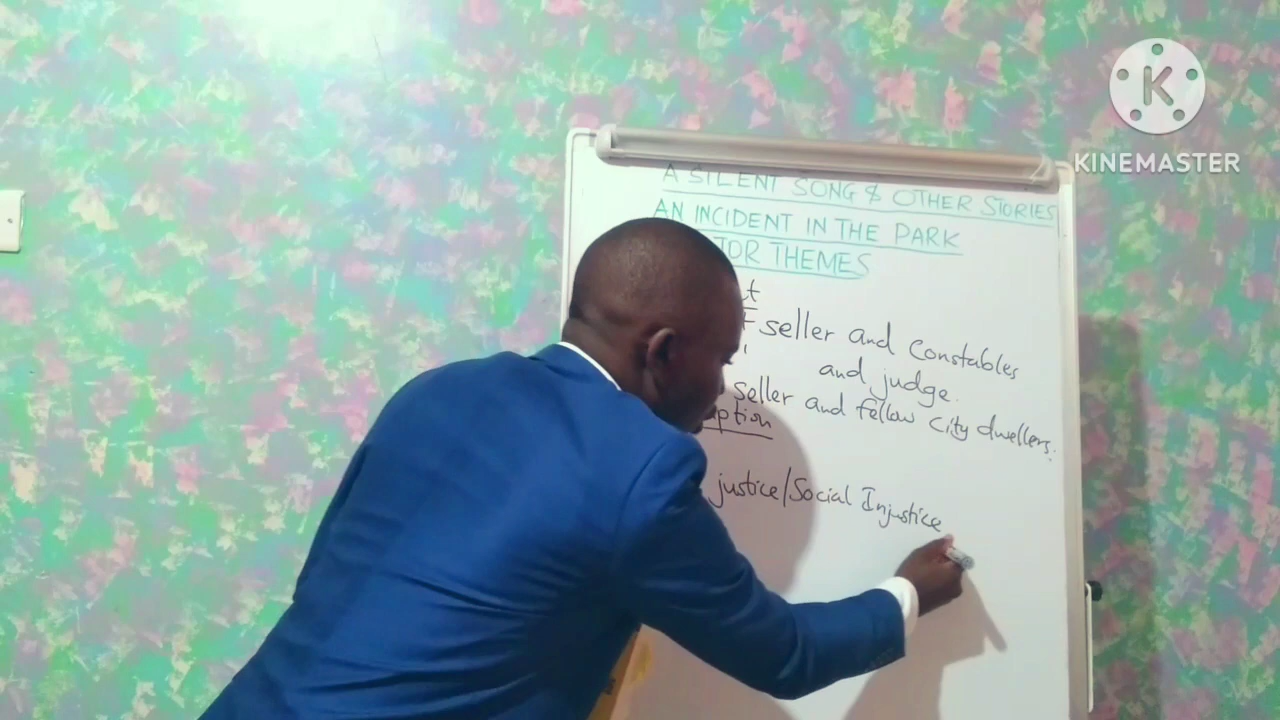 KINEMASTER
A SILENT SONG & OTHER STORIES
AN INCIDENT IN THE PARK
THEMES
F seller and Constables
and judge.
seller and fellow City dwellers.
justice/Social Injustice